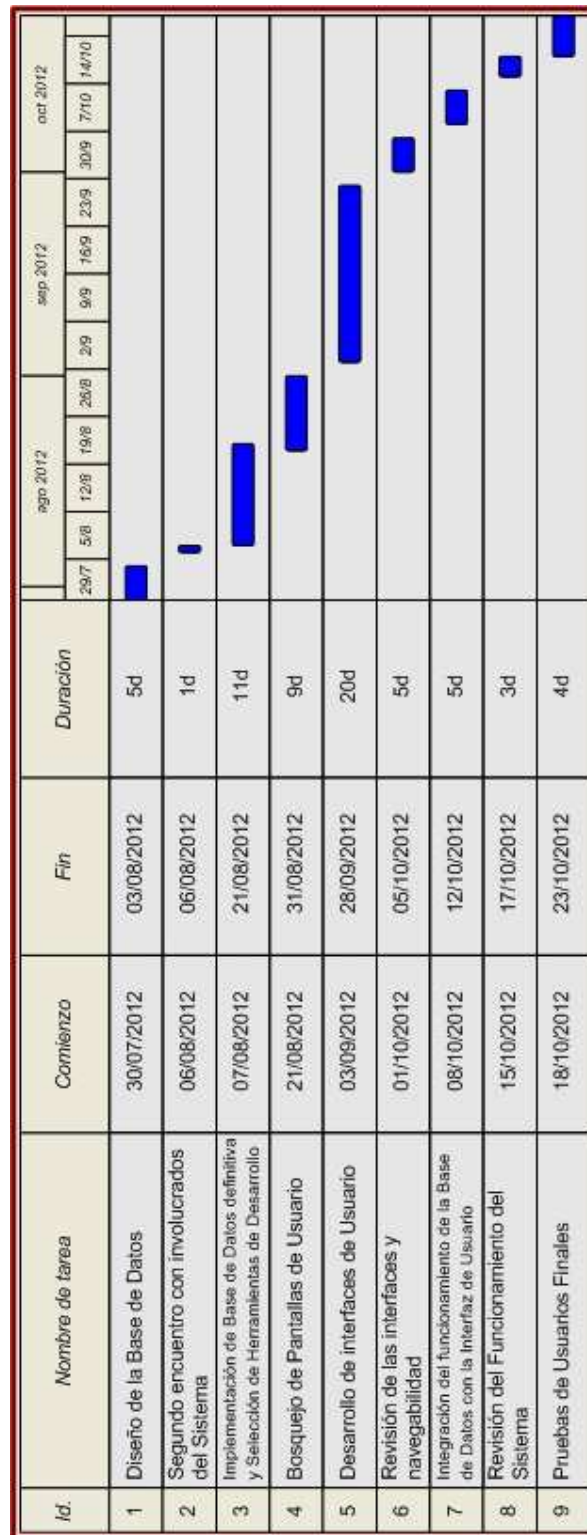 Id. Nombre de tarea Comienzo Fin Duración
ago 2012 sep 2012 oct 2012
29/7 5/8 12/8 19/8 26/8 2/9 9/9 16/9 23/9 30/9 7/10 14/10
1 Diseño de la Base de Datos 30/07/2012 03/08/2012 5d
2 Segundo encuentro con involucrados
del Sistema 06/08/2012 06/08/2012 1d
3 Implementación de Base de Datos definitiva
y Selección de Herramientas de Desarrollo 07/08/2012 21/08/2012 11d
4 Bosquejo de Pantallas de Usuario 21/08/2012 31/08/2012 9d
5 Desarrollo de interfaces de Usuario 03/09/2012 28/09/2012 20d
6 Revisión de las interfaces y
navegabilidad 01/10/2012 05/10/2012 5d
7 Integración del funcionamiento de la Base
de Datos con la Interfaz de Usuario 08/10/2012 12/10/2012 5d
8 Revisión del Funcionamiento del
Sistema 15/10/2012 17/10/2012 3d
9 Pruebas de Usuarios Finales 18/10/2012 23/10/2012 4d